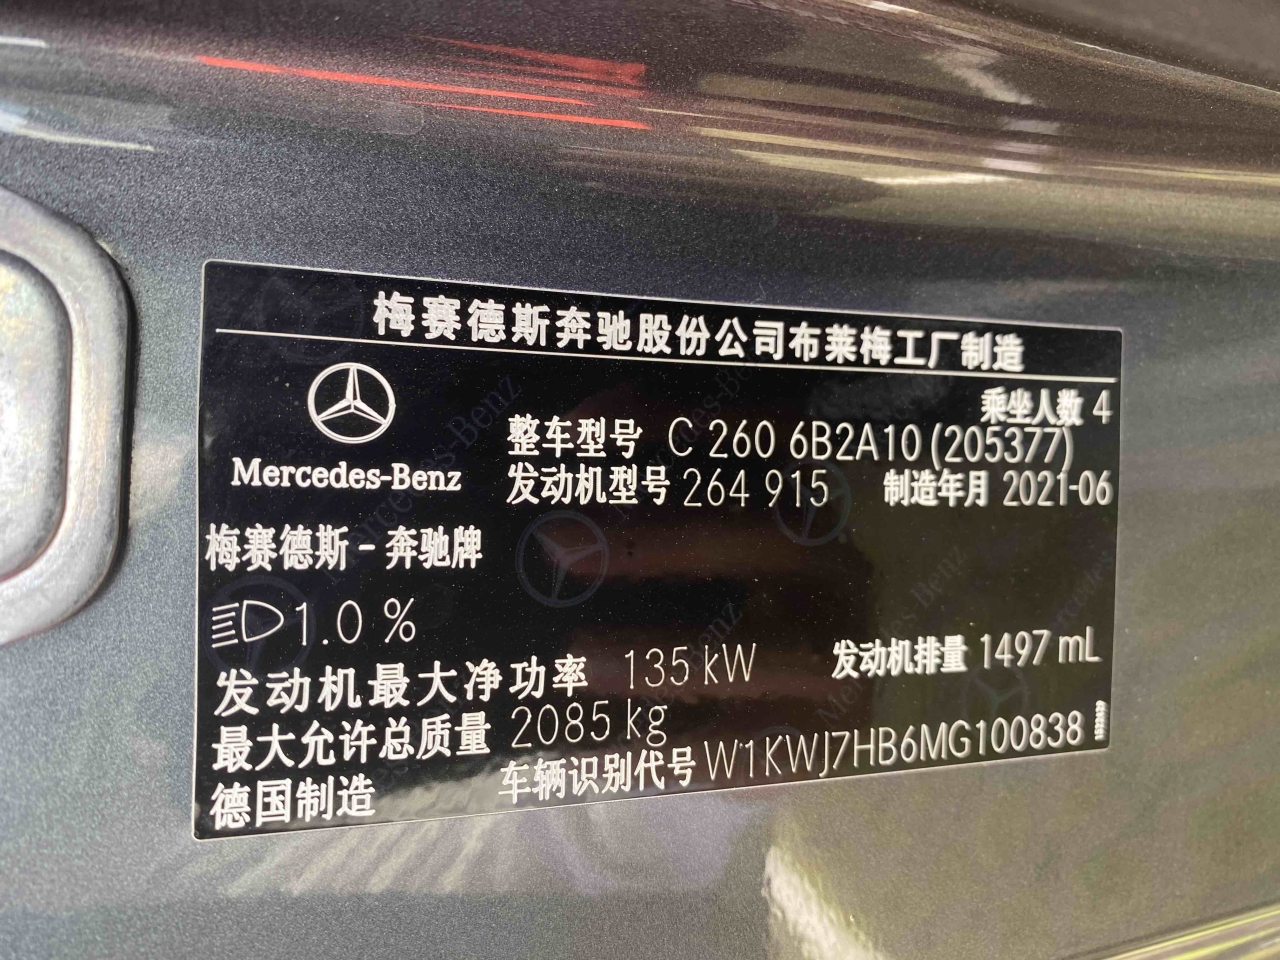 梅赛德斯奔驰股份公司布莱梅工厂制造
乘坐人数 4
整车型号 C 260 6B2A10 (205377)
发动机型号 264 915 制造年月 2021-06
Mercedes-Benz
梅赛德斯-奔驰牌
1.0 %
发动机最大净功率 135 kW 发动机排量 1497 mL
最大允许总质量 2085 kg
车辆识别代号 W1KWJ7HB6MG100838
德国制造